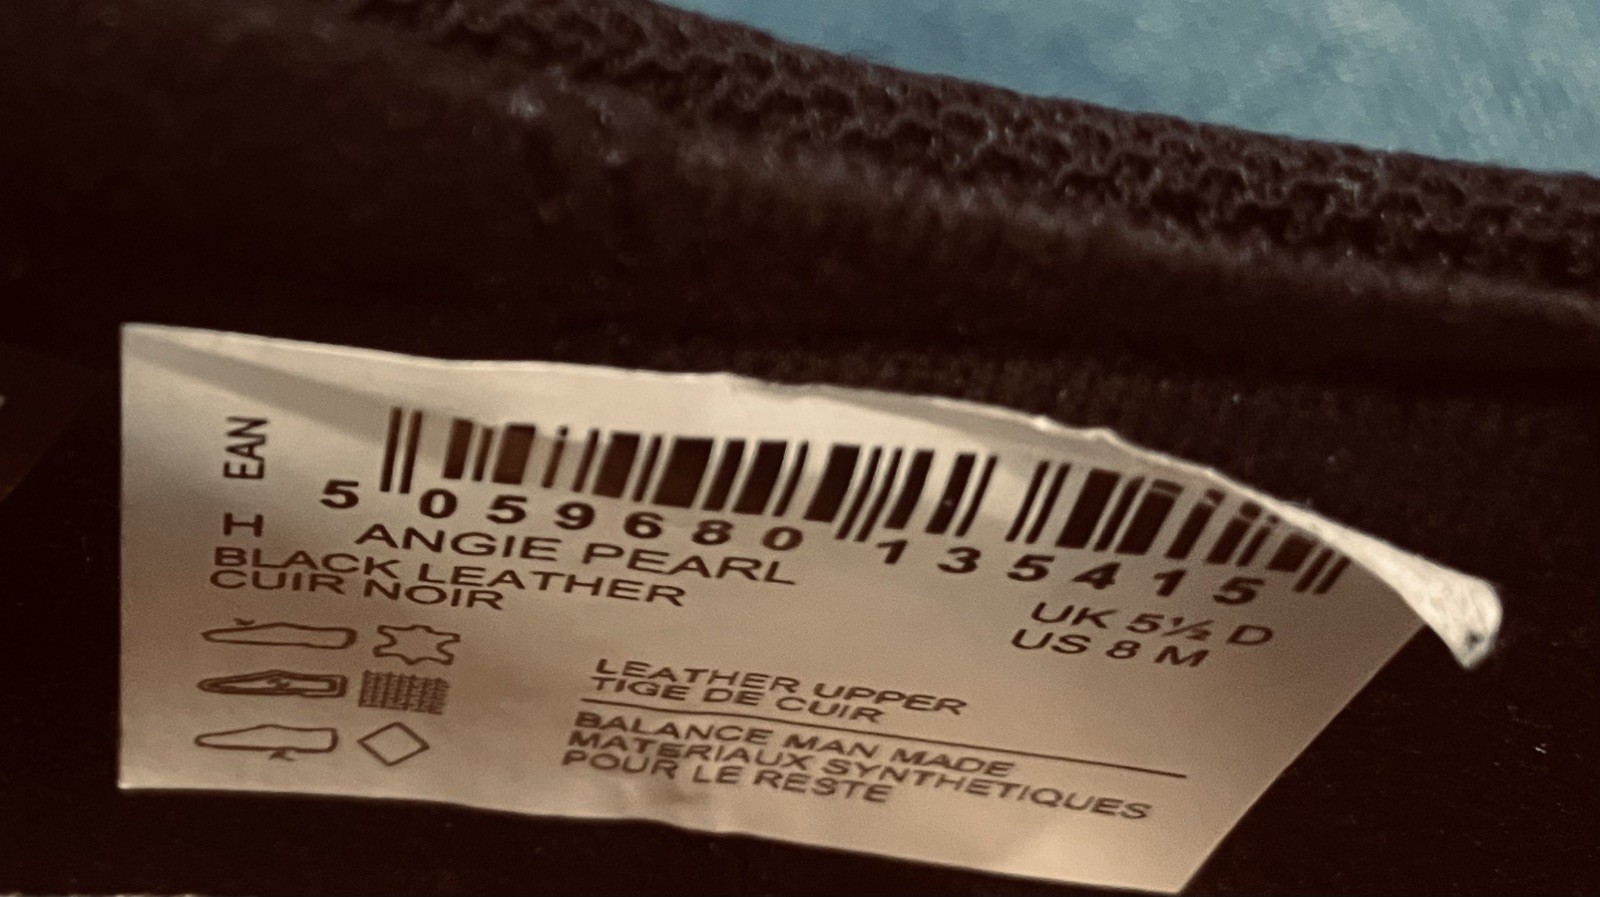 EAN
5 059680 135415
H ANGIE PEARL
BLACK LEATHER
CUIR NOIR
UK 5½ D
US 8 M
LEATHER UPPER
TIGE DE CUIR
BALANCE MAN MADE
MATERIAUX SYNTHETIQUES
POUR LE RESTE